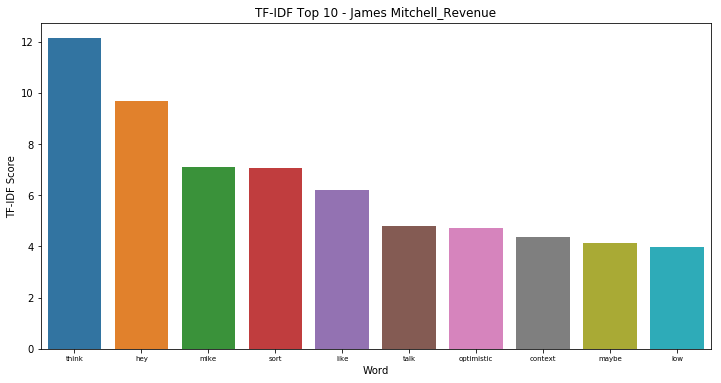 TF-IDF Top 10 - James Mitchell_Revenue
TF-IDF Score
12
10
8
6
4
2
0
think hey mike sort like talk optimistic context maybe low
Word